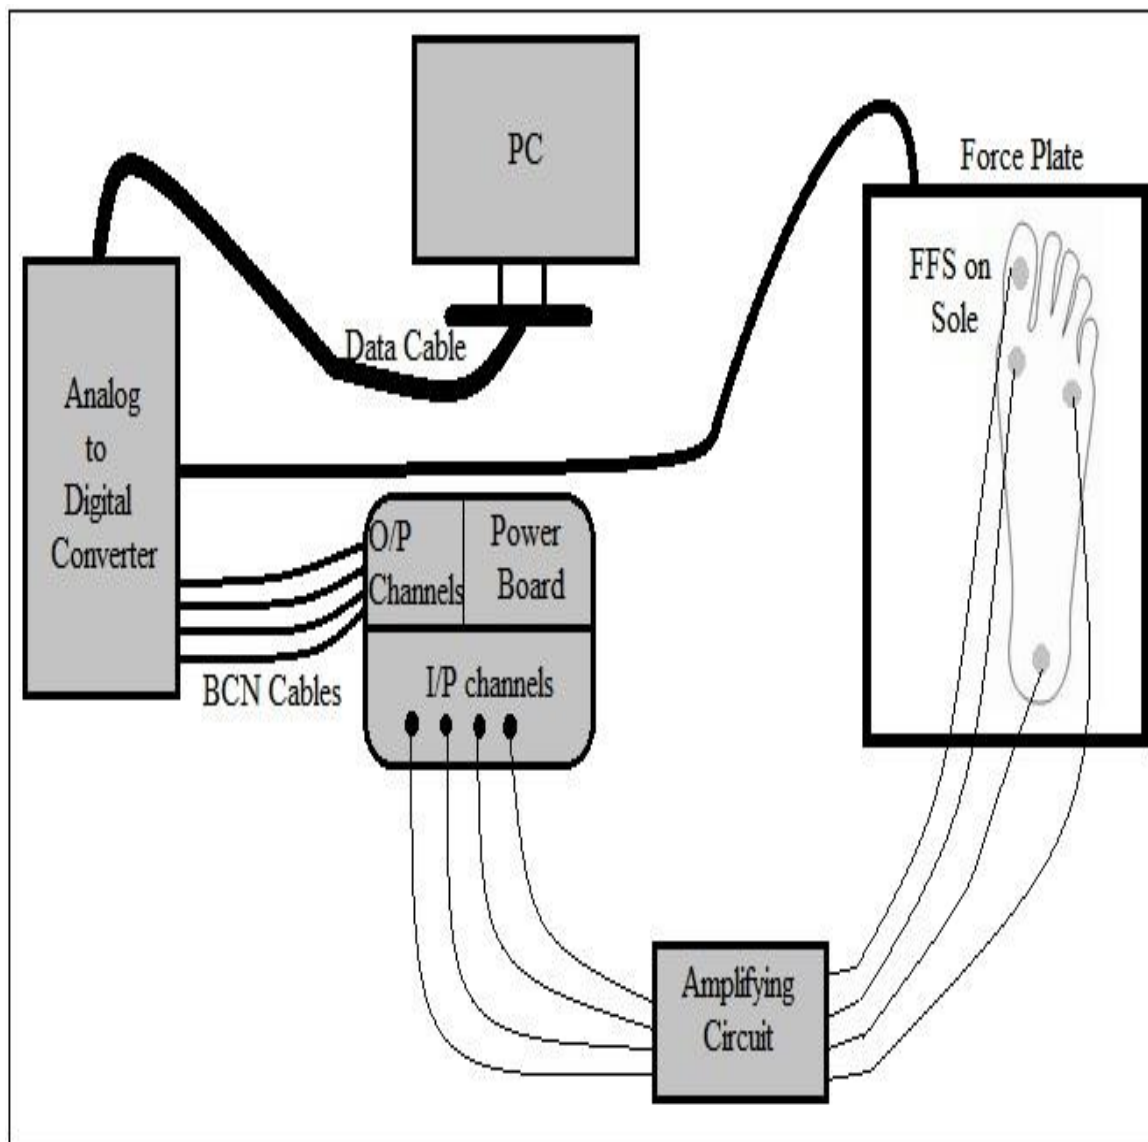 PC
Force Plate
FFS on
Sole
Data Cable
Analog
to
Digital
Converter
O/P
Channels
Power
Board
I/P channels
BCN Cables
Amplifying
Circuit